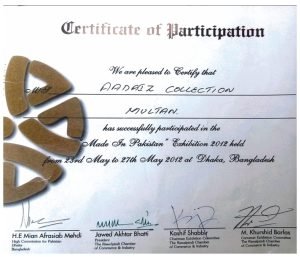 Certificate of Participation
We are pleased to Certify that
AADAIZ COLLECTION
MULTAN.
has successfully participated in the
"Made In Pakistan" Exhibition 2012 held
from 23rd May to 27th May 2012 at Dhaka, Bangladesh
H.E Mian Afrasiab Mehdi
High Commission for Pakistan
Dhaka
Bangladesh
Jawed Akhtar Bhatti
President
The Rawalpindi Chamber
of Commerce & Industry
Kashif Shabbir
Chairman Exhibition Committee
The Rawalpindi Chamber
of Commerce & Industry
M. Khurshid Barlas
Convener Exhibition Committee
The Rawalpindi Chamber of
Commerce & Industry